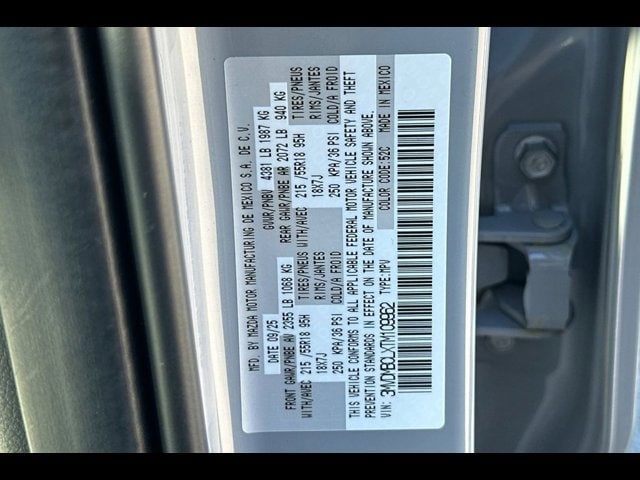 MFD. BY MAZDA MOTOR MANUFACTURING DE MEXICO S.A. DE C.V.
DATE 09/25 GVWR/PNBV 4381 LB 1987 KG
FRONT GAWR/PNBE AV 2355 LB 1068 KG REAR GAWR/PNBE AR 2072 LB 940 KG
WITH/AVEC 215 /55R18 95H TIRES/PNEUS WITH/AVEC 215 /55R18 95H TIRES/PNEUS
18X7J RIMS/JANTES 18X7J RIMS/JANTES
250 KPA/36 PSI COLD/A FROID 250 KPA/36 PSI COLD/A FROID
THIS VEHICLE CONFORMS TO ALL APPLICABLE FEDERAL MOTOR VEHICLE SAFETY AND THEFT
PREVENTION STANDARDS IN EFFECT ON THE DATE OF MANUFACTURE SHOWN ABOVE.
VIN: TYPE:MPV COLOR CODE:52C MADE IN MEXICO